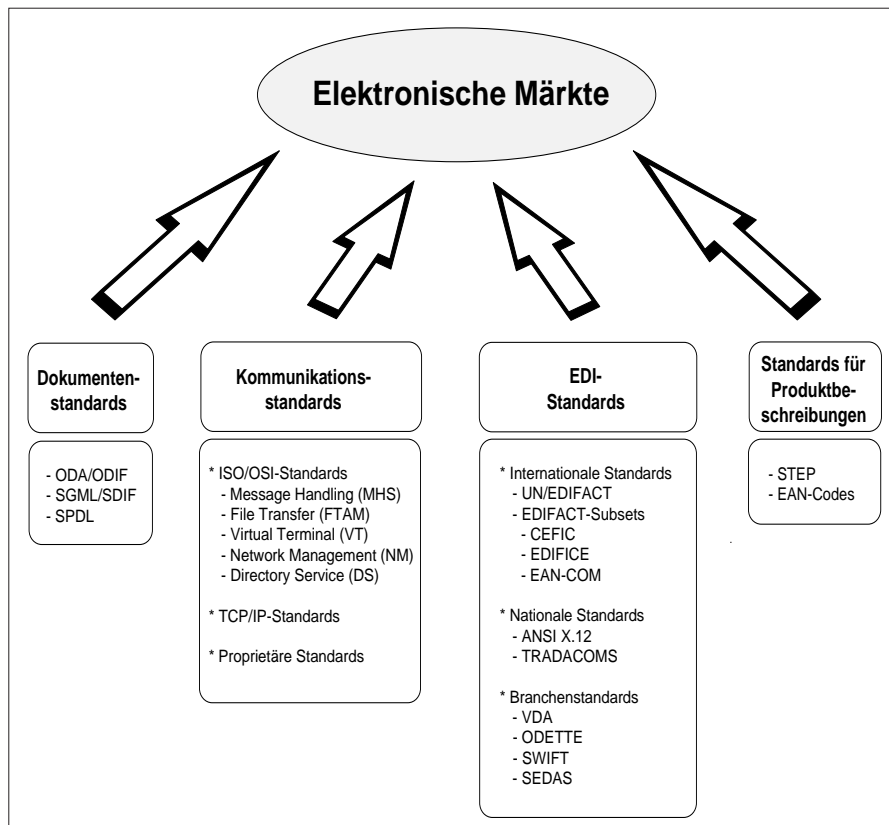 Elektronische Märkte
Dokumenten-
standards
- ODA/ODIF
- SGML/SDIF
- SPDL
Kommunikations-
standards
* ISO/OSI-Standards
- Message Handling (MHS)
- File Transfer (FTAM)
- Virtual Terminal (VT)
- Network Management (NM)
- Directory Service (DS)
* TCP/IP-Standards
* Proprietäre Standards
EDI-
Standards
* Internationale Standards
- UN/EDIFACT
- EDIFACT-Subsets
- CEFIC
- EDIFICE
- EAN-COM
* Nationale Standards
- ANSI X.12
- TRADACOMS
* Branchenstandards
- VDA
- ODETTE
- SWIFT
- SEDAS
Standards für
Produktbe-
schreibungen
- STEP
- EAN-Codes